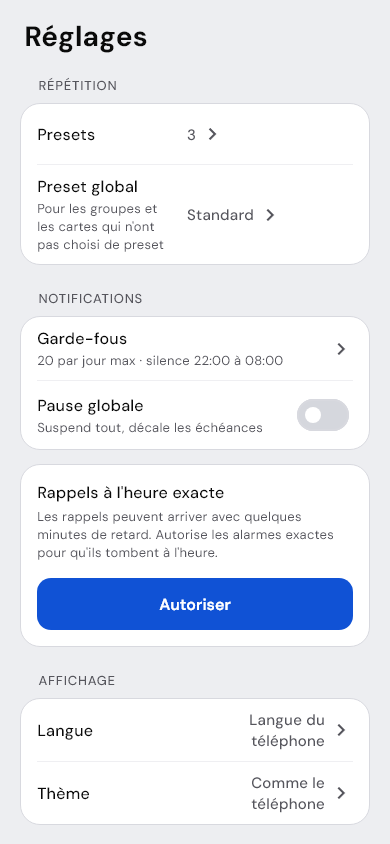 Réglages
RÉPÉTITION
Presets
3
Preset global
Pour les groupes et
les cartes qui n'ont
pas choisi de preset
Standard
NOTIFICATIONS
Garde-fous
20 par jour max · silence 22:00 à 08:00
Pause globale
Suspend tout, décale les échéances
Rappels à l'heure exacte
Les rappels peuvent arriver avec quelques
minutes de retard. Autorise les alarmes exactes
pour qu'ils tombent à l'heure.
Autoriser
AFFICHAGE
Langue
Langue du
téléphone
Thème
Comme le
téléphone